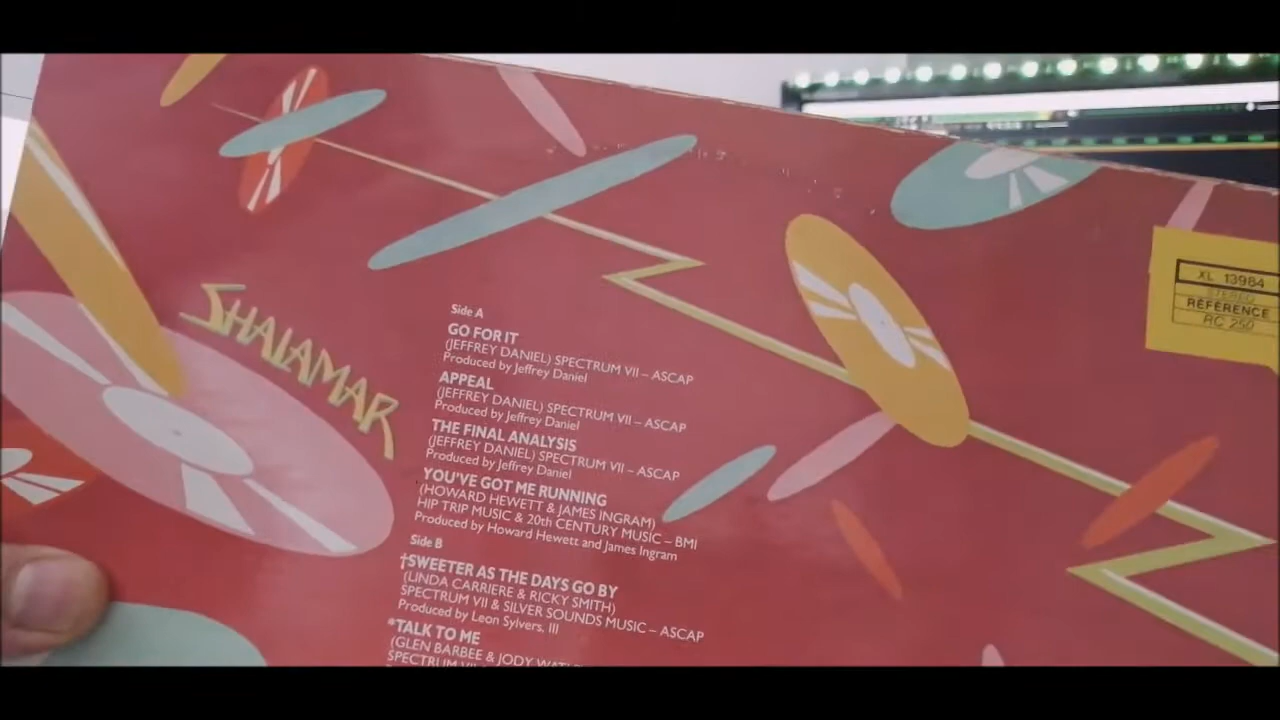 SHALAMAR
Side A
GO FOR IT
(JEFFREY DANIEL) SPECTRUM VII – ASCAP
Produced by Jeffrey Daniel
APPEAL
(JEFFREY DANIEL) SPECTRUM VII – ASCAP
Produced by Jeffrey Daniel
THE FINAL ANALYSIS
(JEFFREY DANIEL) SPECTRUM VII – ASCAP
Produced by Jeffrey Daniel
YOU'VE GOT ME RUNNING
(HOWARD HEWETT & JAMES INGRAM)
HIP TRIP MUSIC & 20th CENTURY MUSIC – BMI
Produced by Howard Hewett and James Ingram
Side B
†SWEETER AS THE DAYS GO BY
(LINDA CARRIERE & RICKY SMITH)
SPECTRUM VII & SILVER SOUNDS MUSIC – ASCAP
Produced by Leon Sylvers, III
*TALK TO ME
(GLEN BARBEE & JODY
SPECTRUM VII
XL 13984
STEREO
RÉFÉRENCE
RC 250